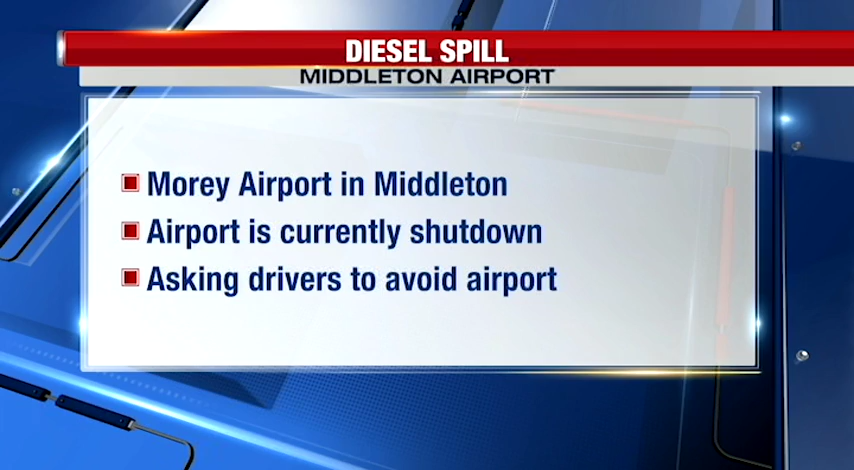 DIESEL SPILL
MIDDLETON AIRPORT
Morey Airport in Middleton
Airport is currently shutdown
Asking drivers to avoid airport